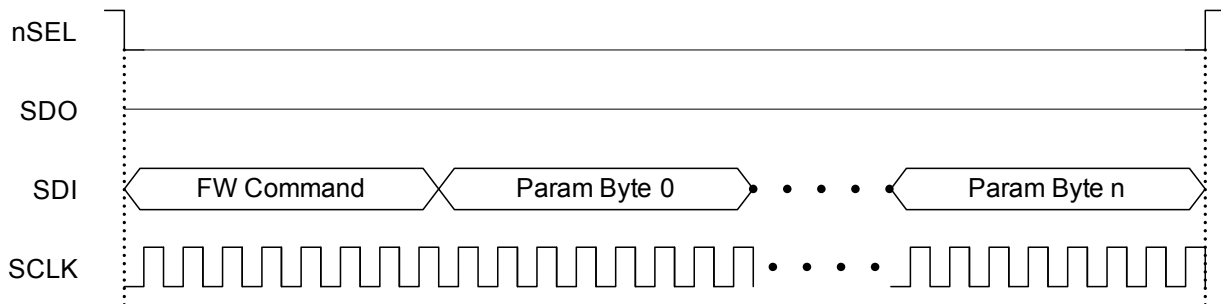 nSEL
SDO
SDI FW Command Param Byte 0 Param Byte n
SCLK